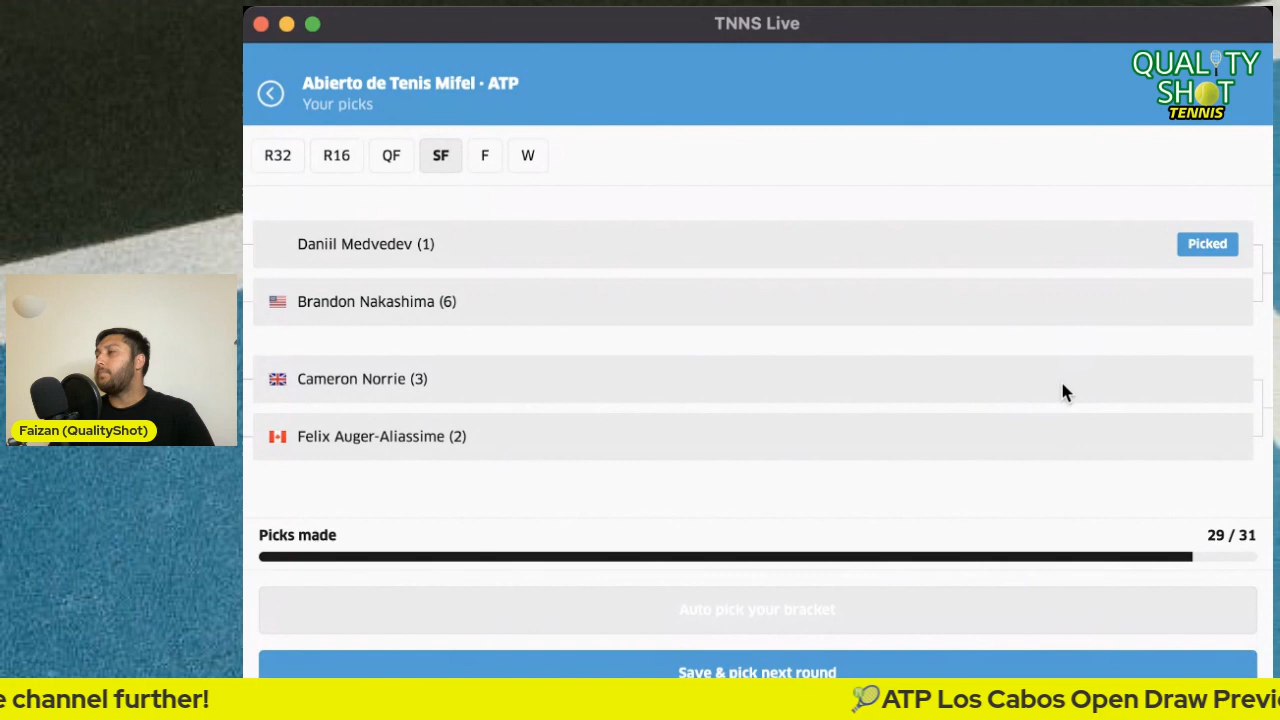 TNNS Live
Abierto de Tenis Mifel · ATP
Your picks
QUALITY
SHOT
TENNIS
R32 R16 QF SF F W
Daniil Medvedev (1) Picked
Brandon Nakashima (6)
Cameron Norrie (3)
Felix Auger-Aliassime (2)
Faizan (QualityShot)
Picks made 29 / 31
Auto pick your bracket
Save & pick next round
e channel further! ATP Los Cabos Open Draw Previe